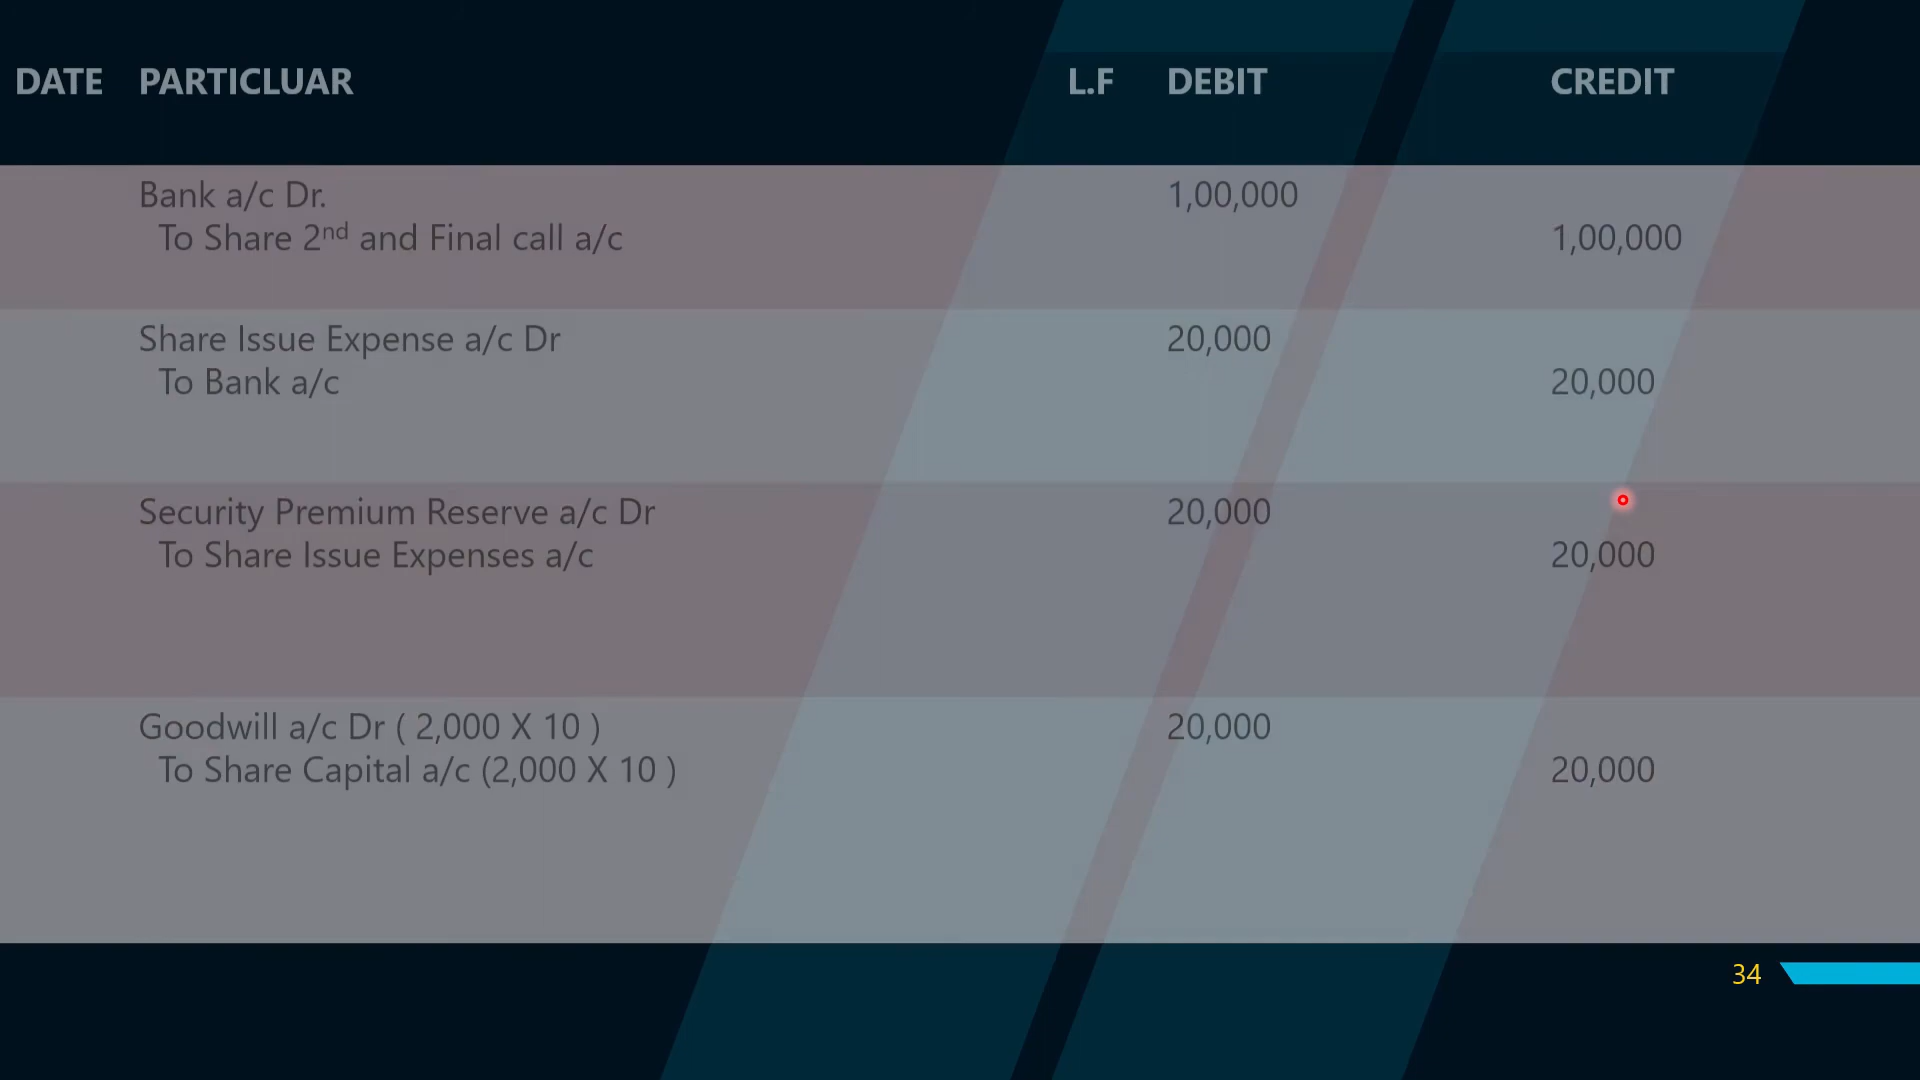 DATE PARTICLUAR L.F DEBIT CREDIT
Bank a/c Dr. 1,00,000
To Share 2nd and Final call a/c 1,00,000
Share Issue Expense a/c Dr 20,000
To Bank a/c 20,000
Security Premium Reserve a/c Dr 20,000
To Share Issue Expenses a/c 20,000
Goodwill a/c Dr ( 2,000 X 10 ) 20,000
To Share Capital a/c (2,000 X 10 ) 20,000
34